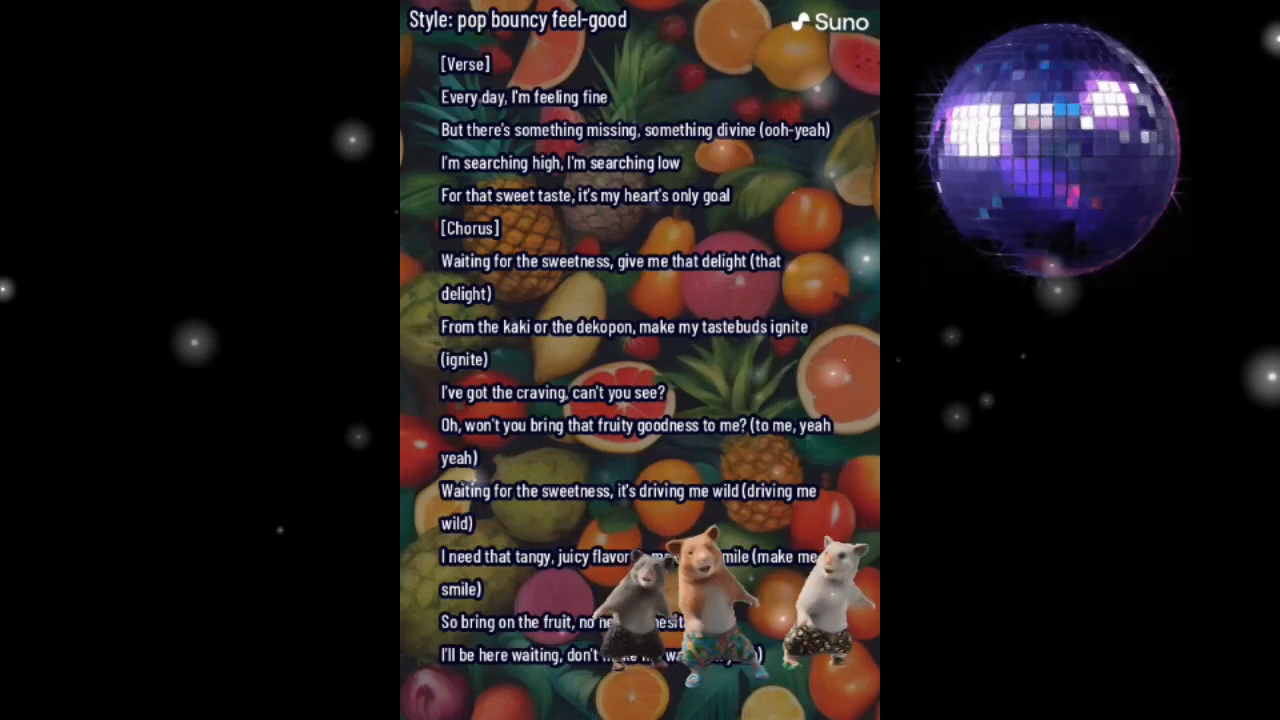 Style: pop bouncy feel-good
Suno
[Verse]
Every day, I'm feeling fine
But there's something missing, something divine (ooh-yeah)
I'm searching high, I'm searching low
For that sweet taste, it's my heart's only goal
[Chorus]
Waiting for the sweetness, give me that delight (that
delight)
From the kaki or the dekopon, make my tastebuds ignite
(ignite)
I've got the craving, can't you see?
Oh, won't you bring that fruity goodness to me? (to me, yeah
yeah)
Waiting for the sweetness, it's driving me wild (driving me
wild)
I need that tangy, juicy flavor (make me
smile)
So bring on the fruit, no
I'll be here waiting, don't